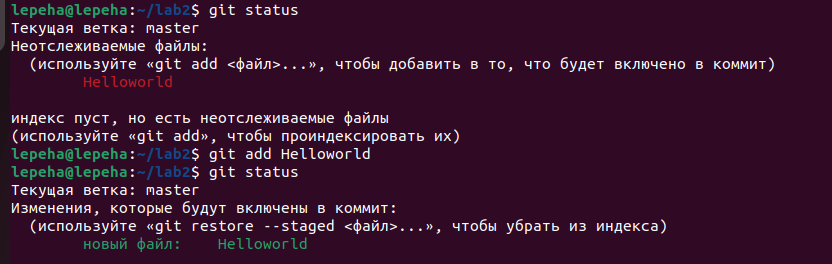 lepeha@lepeha:~/lab2$ git status
Текущая ветка: master
Неотслеживаемые файлы:
  (используйте «git add <файл>...», чтобы добавить в то, что будет включено в коммит)
        Helloworld

индекс пуст, но есть неотслеживаемые файлы
(используйте «git add», чтобы проиндексировать их)
lepeha@lepeha:~/lab2$ git add Helloworld
lepeha@lepeha:~/lab2$ git status
Текущая ветка: master
Изменения, которые будут включены в коммит:
  (используйте «git restore --staged <файл>...», чтобы убрать из индекса)
        новый файл:    Helloworld